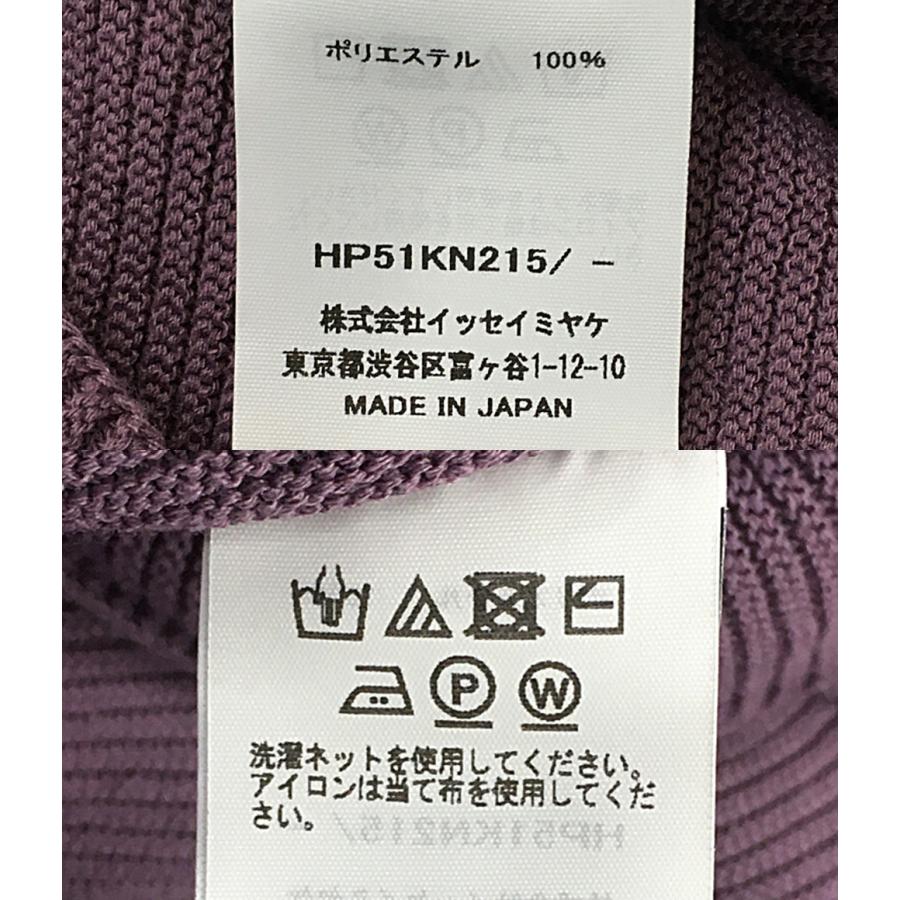 ポリエステル 100%
HP51KN215/ -
株式会社イッセイミヤケ
東京都渋谷区富ヶ谷1-12-10
MADE IN JAPAN
P W
洗濯ネットを使用してください。
アイロンは当て布を使用してくだ
さい。